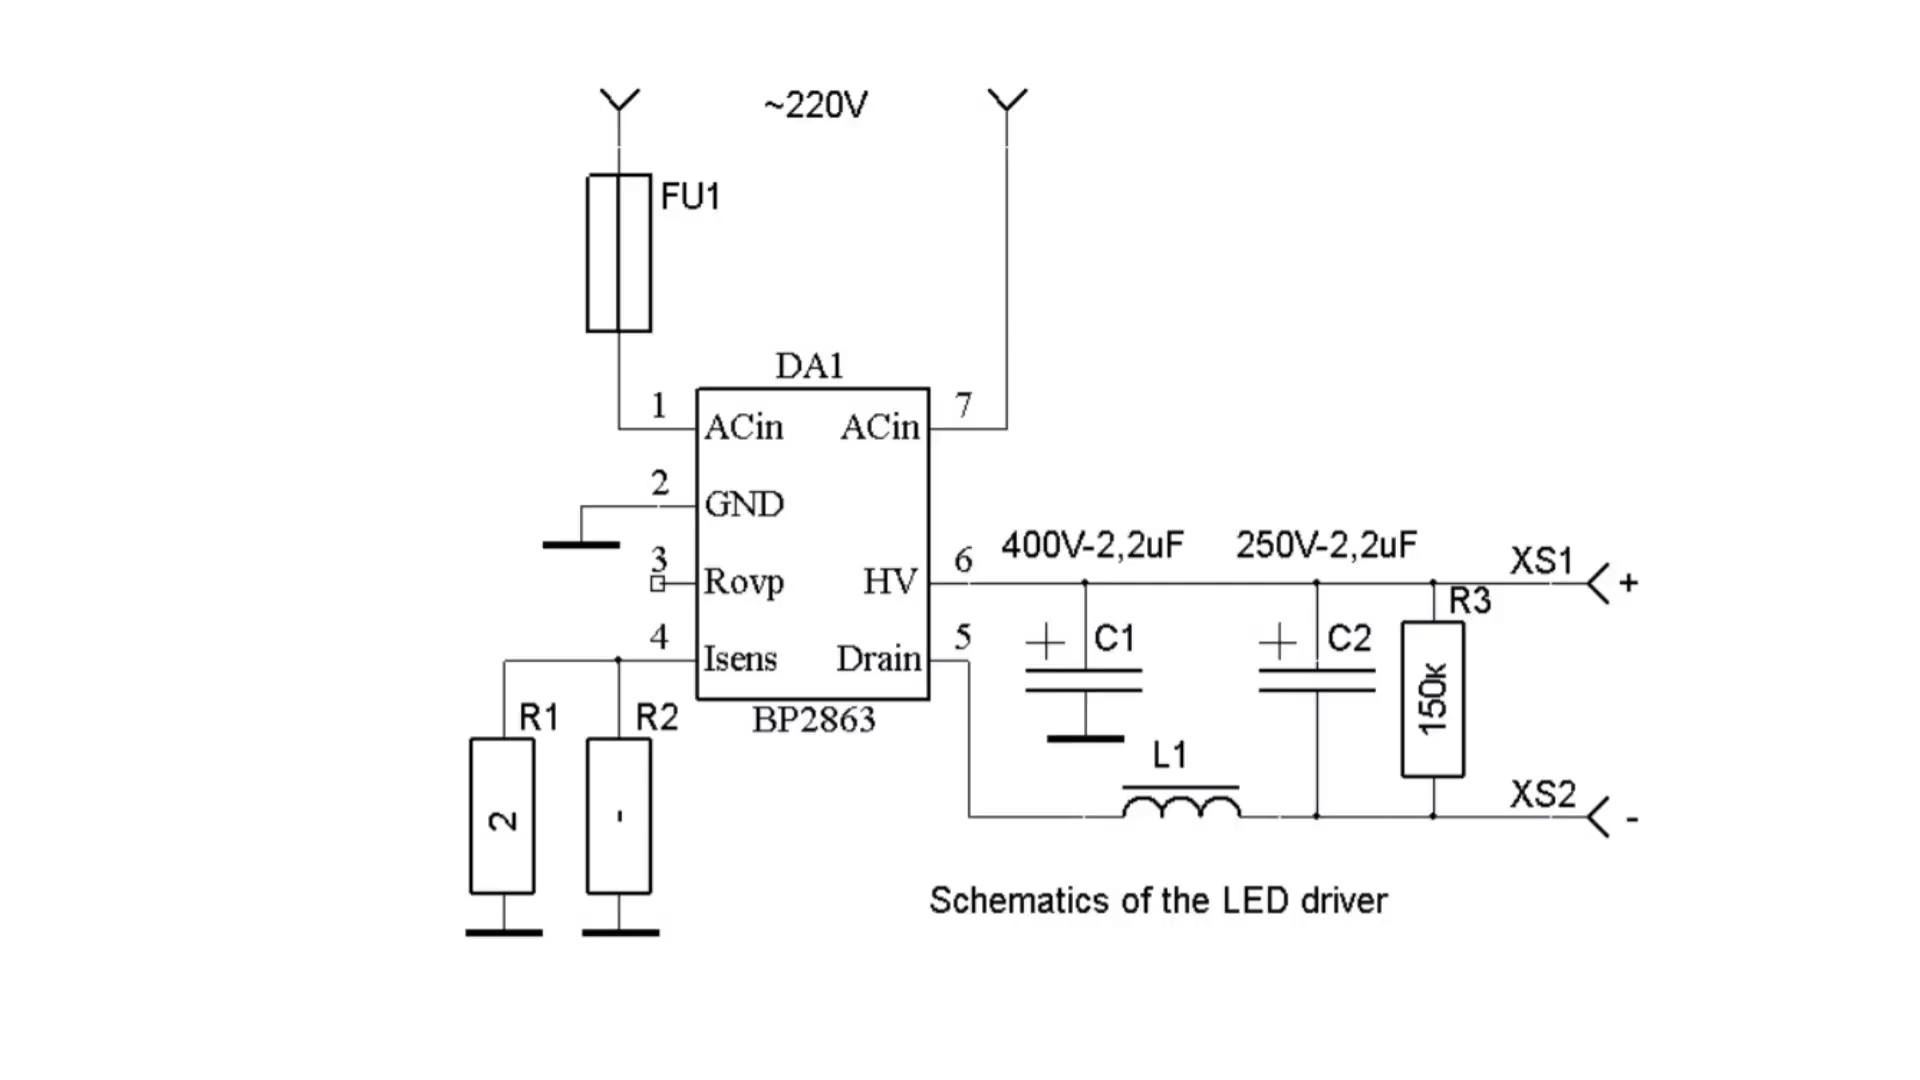 ~220V
FU1
DA1
1 ACin ACin 7
2 GND
3 Rovp HV 6
4 Isens Drain 5
BP2863
400V-2,2uF 250V-2,2uF
XS1 +
R3
+ C1
+ C2
150к
R1 R2
2 -
L1
XS2 -
Schematics of the LED driver